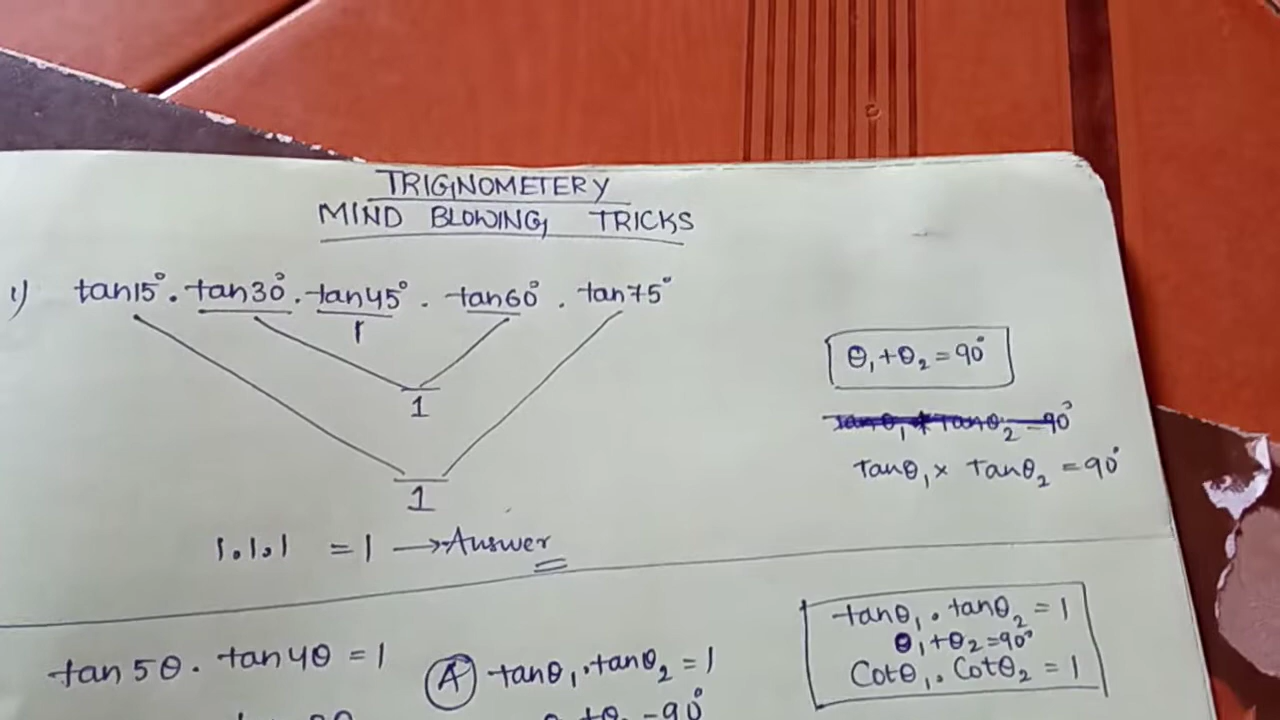 TRIGNOMETERY
MIND BLOWING TRICKS
1) tan15° . tan30° . tan45° . tan60° . tan75°
1
1
1
θ₁+θ₂ = 90°
tanθ₁ × tanθ₂ = 90°
1.1.1 = 1 → Answer
tanθ₁ . tanθ₂ = 1
θ₁+θ₂=90°
Cotθ₁ . Cotθ₂ = 1
tan5θ . tan4θ = 1
A tanθ₁ . tanθ₂ = 1